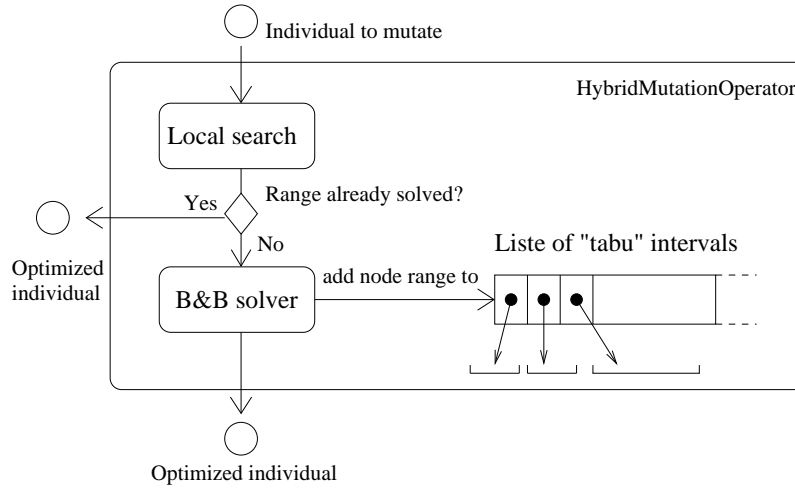 Individual to mutate
HybridMutationOperator
Local search
Range already solved?
Yes
No
Liste of "tabu" intervals
Optimized
individual
B&B solver
add node range to
Optimized individual